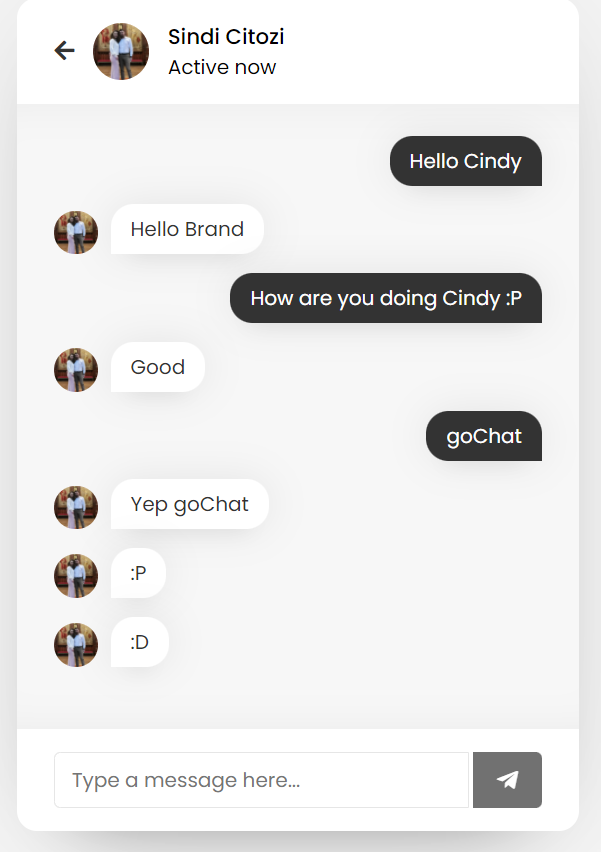 Sindi Citozi
Active now
Hello Cindy
Hello Brand
How are you doing Cindy :P
Good
goChat
Yep goChat
:P
:D
Type a message here...